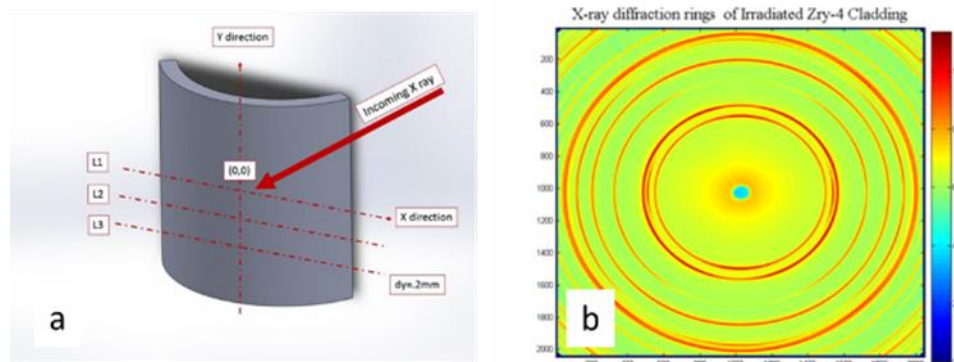 Y direction
Incoming X ray
(0,0)
L1
L2
L3
X direction
dy=.2mm
a
X-ray diffraction rings of Irradiated Zry-4 Cladding
200
400
600
800
1000
1200
1400
1600
1800
2000
b